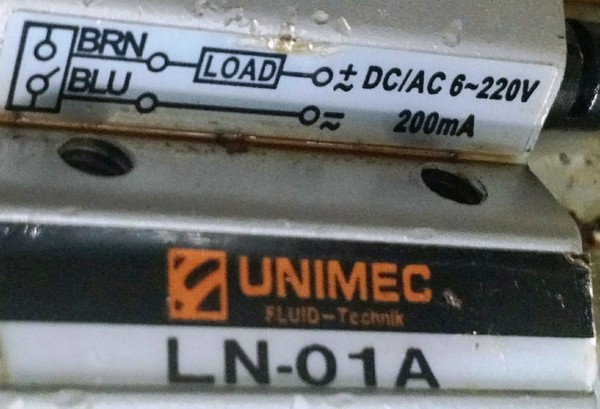 BRN
LOAD
± DC/AC 6~220V
~
BLU
200mA
UNIMEC
FLUID-Technik
LN-01A